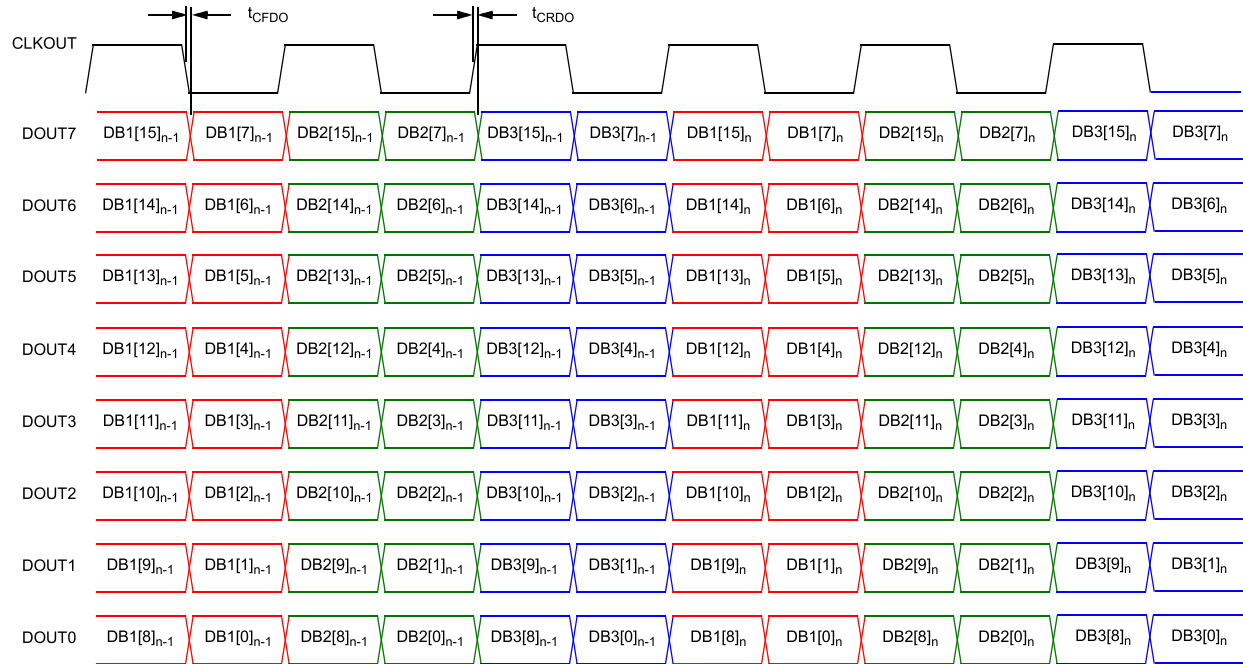 t_CFDO t_CRDO
CLKOUT
DOUT7 DB1[15]n-1 DB1[7]n-1 DB2[15]n-1 DB2[7]n-1 DB3[15]n-1 DB3[7]n-1 DB1[15]n DB1[7]n DB2[15]n DB2[7]n DB3[15]n DB3[7]n
DOUT6 DB1[14]n-1 DB1[6]n-1 DB2[14]n-1 DB2[6]n-1 DB3[14]n-1 DB3[6]n-1 DB1[14]n DB1[6]n DB2[14]n DB2[6]n DB3[14]n DB3[6]n
DOUT5 DB1[13]n-1 DB1[5]n-1 DB2[13]n-1 DB2[5]n-1 DB3[13]n-1 DB3[5]n-1 DB1[13]n DB1[5]n DB2[13]n DB2[5]n DB3[13]n DB3[5]n
DOUT4 DB1[12]n-1 DB1[4]n-1 DB2[12]n-1 DB2[4]n-1 DB3[12]n-1 DB3[4]n-1 DB1[12]n DB1[4]n DB2[12]n DB2[4]n DB3[12]n DB3[4]n
DOUT3 DB1[11]n-1 DB1[3]n-1 DB2[11]n-1 DB2[3]n-1 DB3[11]n-1 DB3[3]n-1 DB1[11]n DB1[3]n DB2[11]n DB2[3]n DB3[11]n DB3[3]n
DOUT2 DB1[10]n-1 DB1[2]n-1 DB2[10]n-1 DB2[2]n-1 DB3[10]n-1 DB3[2]n-1 DB1[10]n DB1[2]n DB2[10]n DB2[2]n DB3[10]n DB3[2]n
DOUT1 DB1[9]n-1 DB1[1]n-1 DB2[9]n-1 DB2[1]n-1 DB3[9]n-1 DB3[1]n-1 DB1[9]n DB1[1]n DB2[9]n DB2[1]n DB3[9]n DB3[1]n
DOUT0 DB1[8]n-1 DB1[0]n-1 DB2[8]n-1 DB2[0]n-1 DB3[8]n-1 DB3[0]n-1 DB1[8]n DB1[0]n DB2[8]n DB2[0]n DB3[8]n DB3[0]n